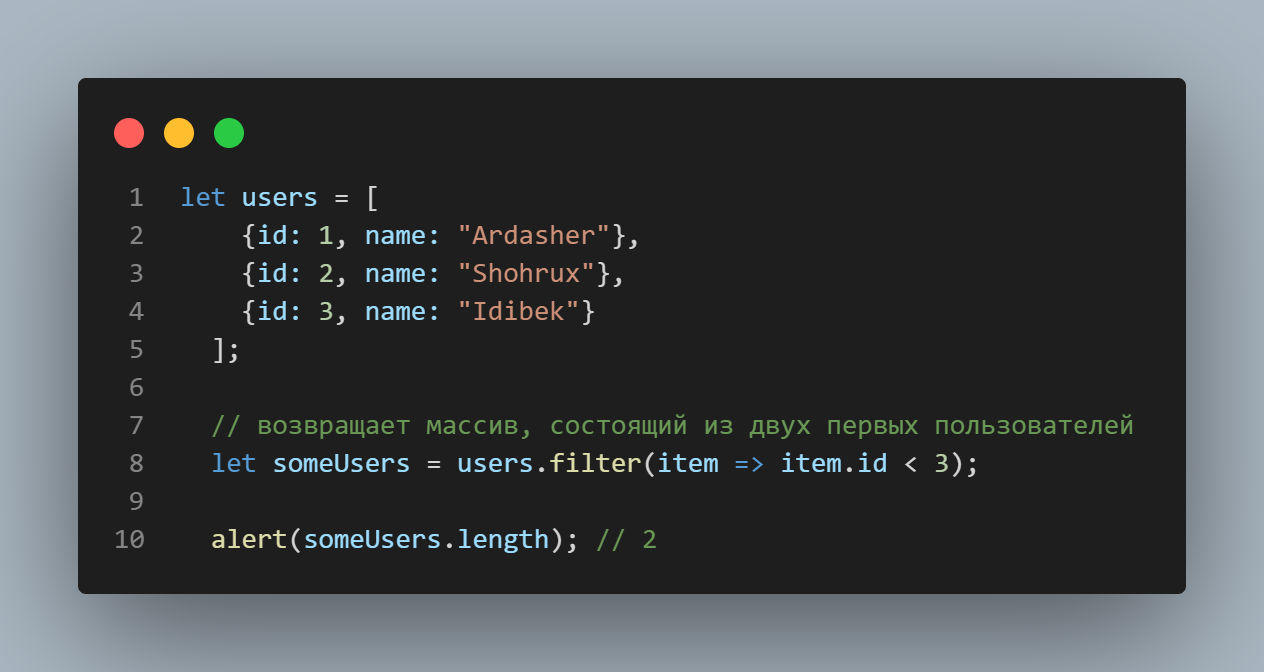 1 let users = [
2 {id: 1, name: "Ardasher"},
3 {id: 2, name: "Shohrux"},
4 {id: 3, name: "Idibek"}
5 ];
6
7 // возвращает массив, состоящий из двух первых пользователей
8 let someUsers = users.filter(item => item.id < 3);
9
10 alert(someUsers.length); // 2